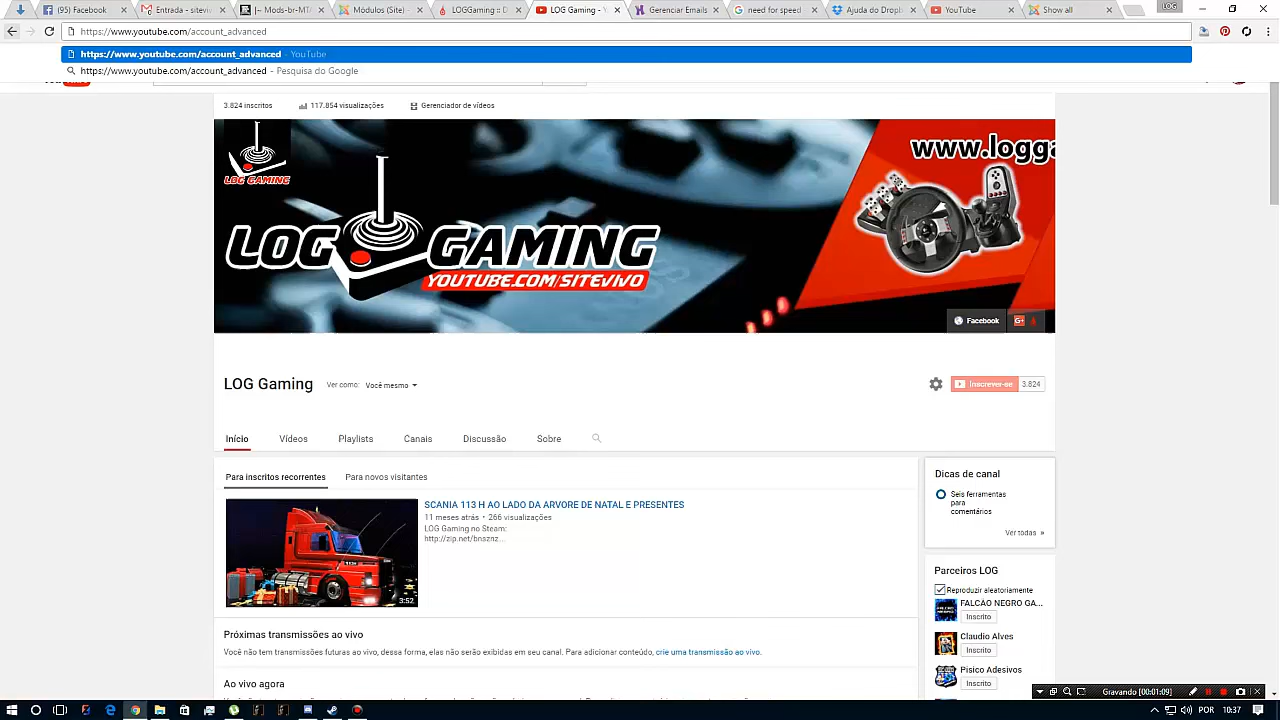 (95) Facebook
Entrada - sitevi
Mods-br-MT
Módulos (Site) -
LOGGaming :: D
LOG Gaming - Y
Gerenciar Emails
need for speed
Ajuda do Dropb
YouTube
Show all
LOG
https://www.youtube.com/account_advanced
https://www.youtube.com/account_advanced - YouTube
https://www.youtube.com/account_advanced - Pesquisa do Google
3.824 inscritos
117.854 visualizações
Gerenciador de vídeos
LOG GAMING
www.logga
LOG GAMING
YOUTUBE.COM/SITEVIVO
Facebook
G+
LOG Gaming
Ver como: Você mesmo
Inscrever-se 3.824
Início
Vídeos
Playlists
Canais
Discussão
Sobre
Para inscritos recorrentes
Para novos visitantes
SCANIA 113 H AO LADO DA ARVORE DE NATAL E PRESENTES
11 meses atrás • 266 visualizações
LOG Gaming no Steam:
http://zip.net/bnsznz...
3:52
Próximas transmissões ao vivo
Você não tem transmissões futuras ao vivo, dessa forma, elas não serão exibidas em seu canal. Para adicionar conteúdo, crie uma transmissão ao vivo.
Ao vivo agora
Dicas de canal
Seis ferramentas
para
comentários
Ver todas »
Parceiros LOG
Reproduzir aleatoriamente
FALCÃO NEGRO GA...
Inscrito
Claudio Alves
Inscrito
Pisico Adesivos
Inscrito
Gravando [00:01:09]
POR
10:37